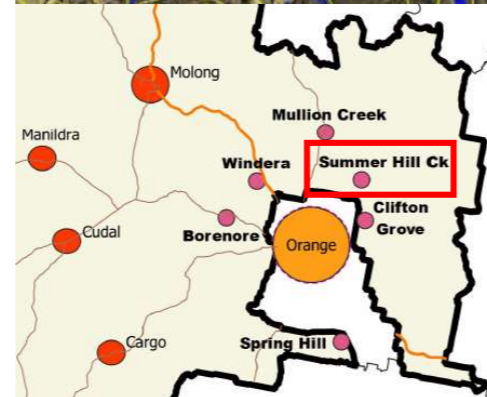 Molong
Mullion Creek
Manildra
Windera
Summer Hill Ck
Clifton
Grove
Borenore
Cudal
Orange
Cargo
Spring Hill